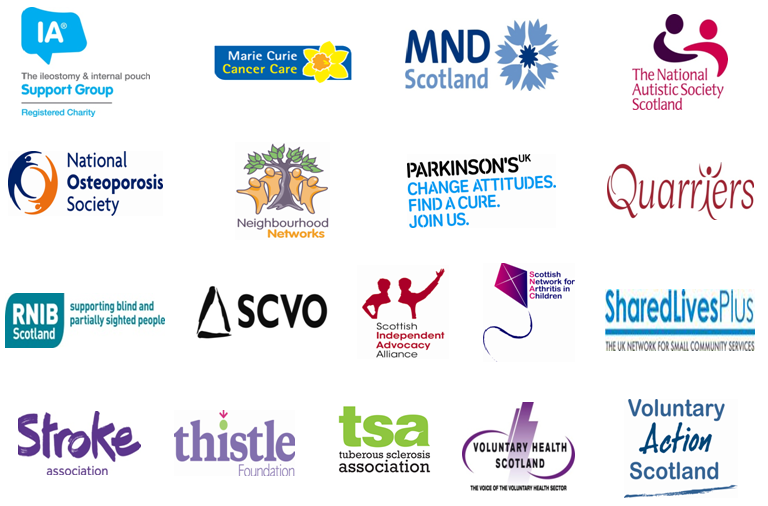 IA®
The ileostomy & internal pouch
Support Group
Registered Charity
Marie Curie
Cancer Care
MND
Scotland
The National
Autistic Society
Scotland
National
Osteoporosis
Society
Neighbourhood
Networks
PARKINSON'S UK
CHANGE ATTITUDES.
FIND A CURE.
JOIN US.
Quarriers
RNIB
Scotland
supporting blind and
partially sighted people
SCVO
Scottish
Independent
Advocacy
Alliance
Scottish
Network for
Arthritis in
Children
SharedLivesPlus
THE UK NETWORK FOR SMALL COMMUNITY SERVICES
Stroke
association
thistle
Foundation
tsa
tuberous sclerosis
association
VOLUNTARY HEALTH
SCOTLAND
THE VOICE OF THE VOLUNTARY HEALTH SECTOR
Voluntary
Action
Scotland